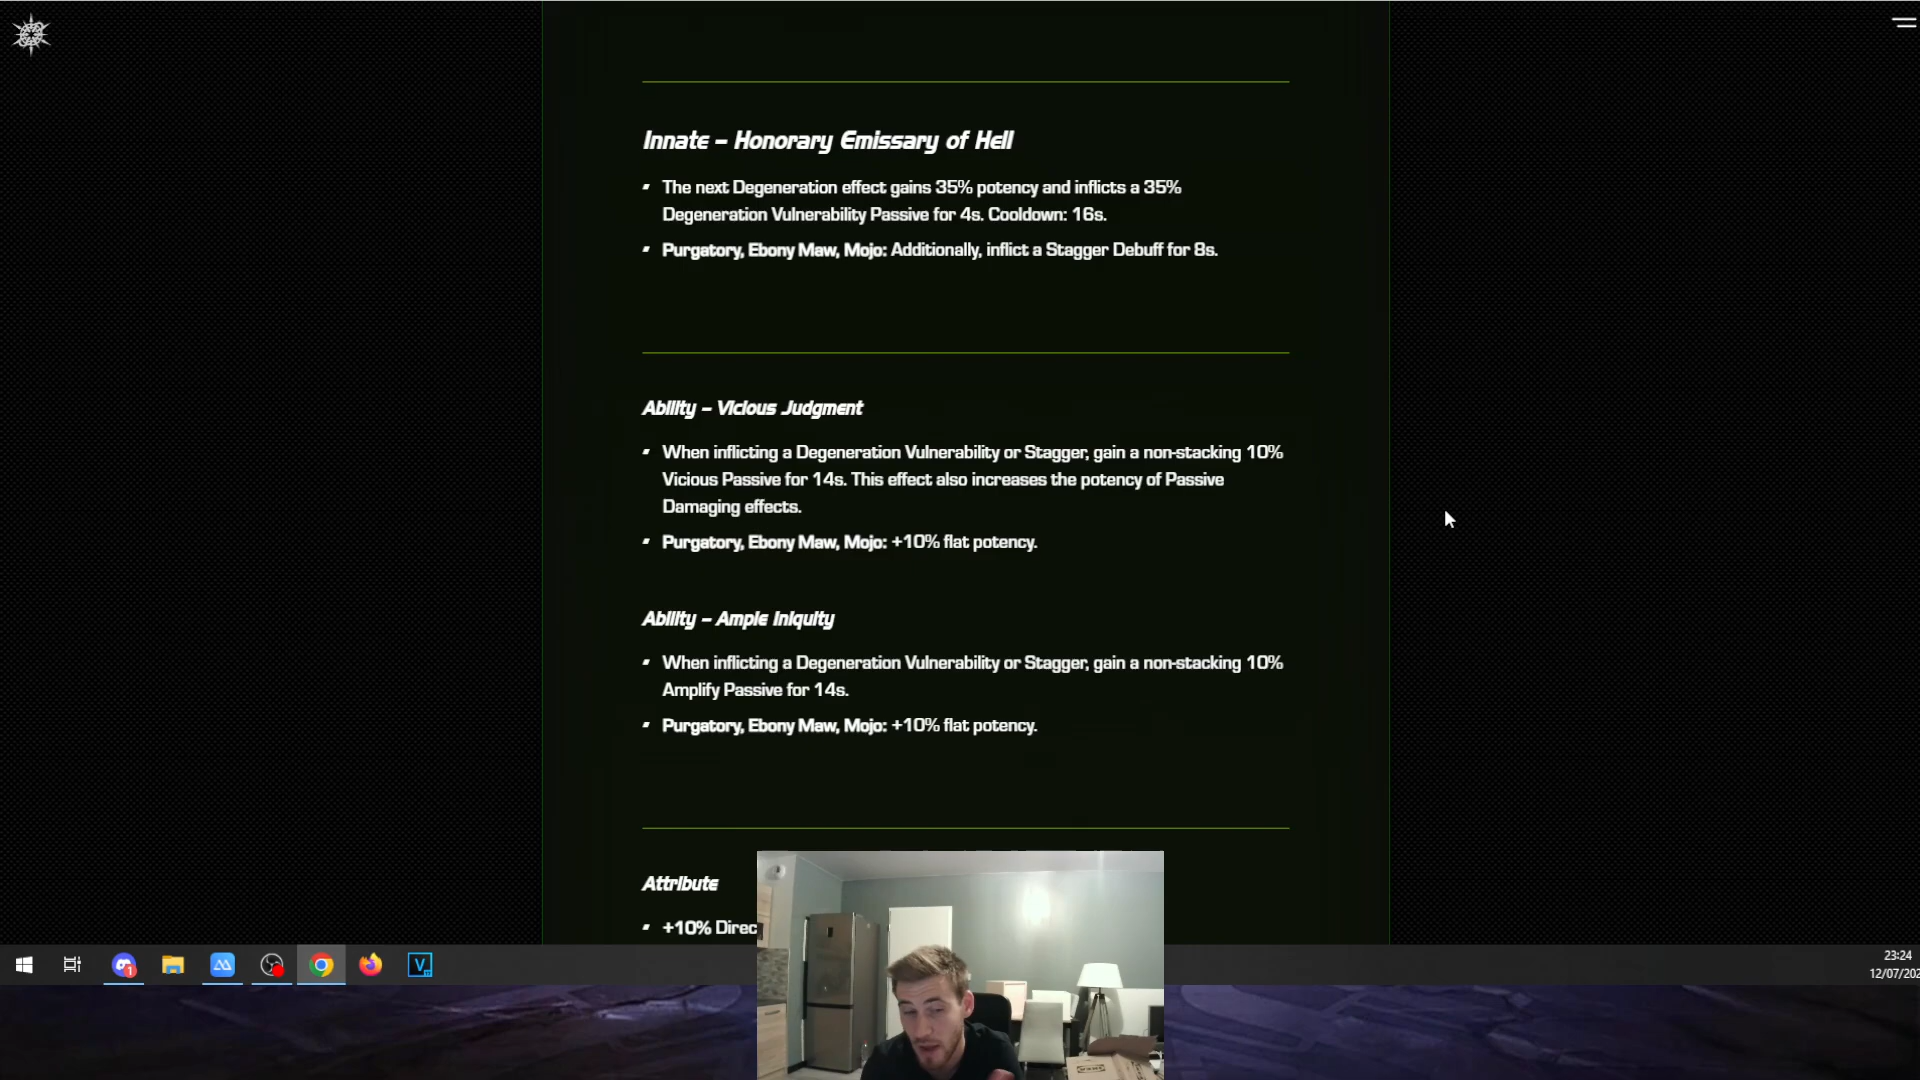 Innate – Honorary Emissary of Hell
The next Degeneration effect gains 35% potency and inflicts a 35%
Degeneration Vulnerability Passive for 4s. Cooldown: 16s.
Purgatory, Ebony Maw, Mojo: Additionally, inflict a Stagger Debuff for 8s.
Ability – Vicious Judgment
When inflicting a Degeneration Vulnerability or Stagger, gain a non-stacking 10%
Vicious Passive for 14s. This effect also increases the potency of Passive
Damaging effects.
Purgatory, Ebony Maw, Mojo: +10% flat potency.
Ability – Ample Iniquity
When inflicting a Degeneration Vulnerability or Stagger, gain a non-stacking 10%
Amplify Passive for 14s.
Purgatory, Ebony Maw, Mojo: +10% flat potency.
Attribute
+10% Direc
1
V
23:24
12/07/202